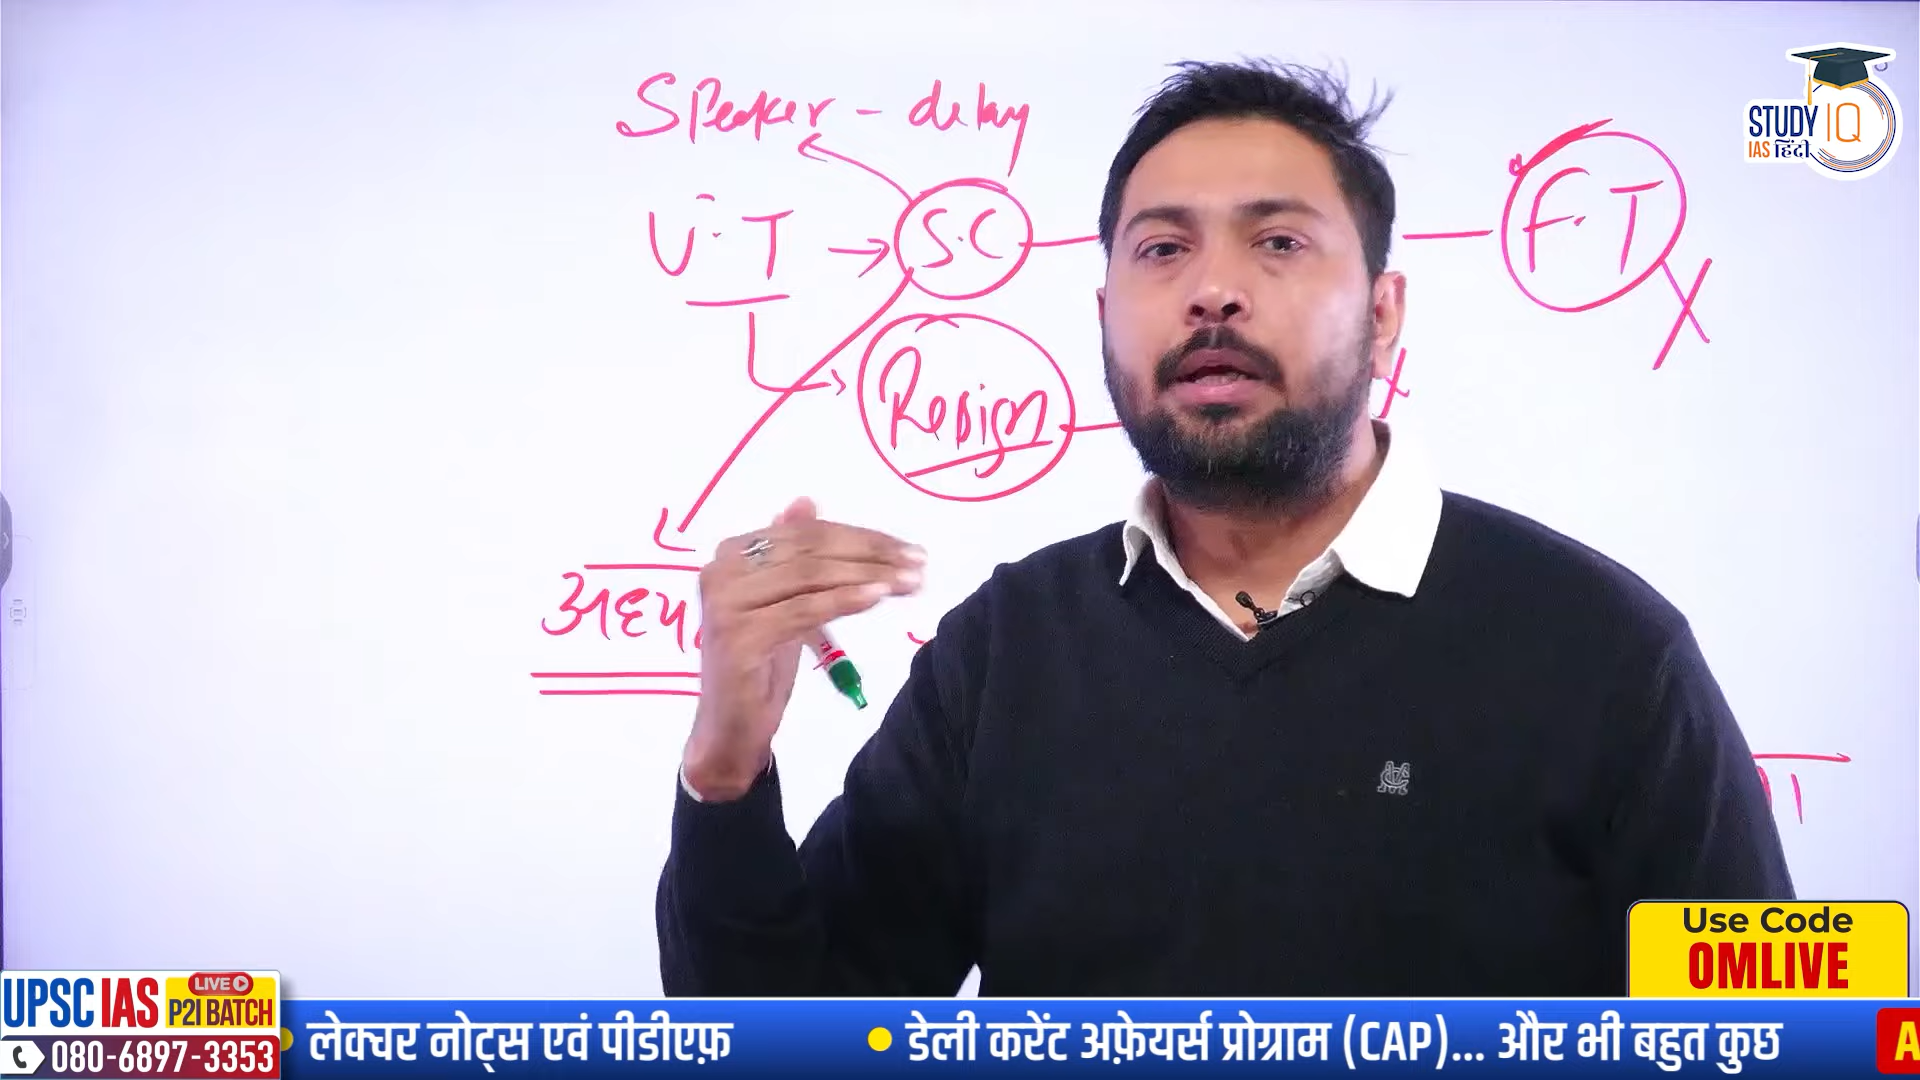 Speaker - delay
STUDY IQ
IAS हिंदी
U.T → S.C
F.T X
Resign
X
UPSC IAS LIVE
P2I BATCH
080-6897-3353
लेक्चर नोट्स एवं पीडीएफ़
डेली करेंट अफ़ेयर्स प्रोग्राम (CAP)... और भी बहुत कुछ
Use Code
OMLIVE
A